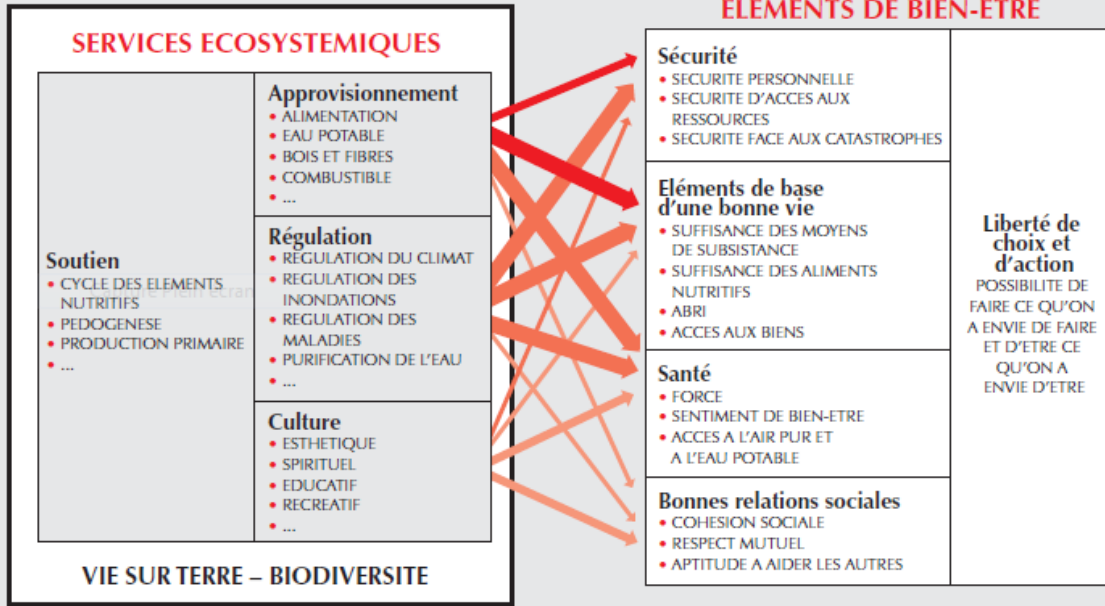 SERVICES ECOSYSTEMIQUES
Soutien
• CYCLE DES ELEMENTS
NUTRITIFS
• PEDOGENESE
• PRODUCTION PRIMAIRE
• ...
Approvisionnement
• ALIMENTATION
• EAU POTABLE
• BOIS ET FIBRES
• COMBUSTIBLE
• ...
Régulation
• REGULATION DU CLIMAT
• REGULATION DES
INONDATIONS
• REGULATION DES
MALADIES
• PURIFICATION DE L'EAU
• ...
Culture
• ESTHETIQUE
• SPIRITUEL
• EDUCATIF
• RECREATIF
• ...
VIE SUR TERRE – BIODIVERSITE
ELEMENTS DE BIEN-ETRE
Sécurité
• SECURITE PERSONNELLE
• SECURITE D'ACCES AUX
RESSOURCES
• SECURITE FACE AUX CATASTROPHES
Eléments de base
d'une bonne vie
• SUFFISANCE DES MOYENS
DE SUBSISTANCE
• SUFFISANCE DES ALIMENTS
NUTRITIFS
• ABRI
• ACCES AUX BIENS
Santé
• FORCE
• SENTIMENT DE BIEN-ETRE
• ACCES A L'AIR PUR ET
A L'EAU POTABLE
Bonnes relations sociales
• COHESION SOCIALE
• RESPECT MUTUEL
• APTITUDE A AIDER LES AUTRES
Liberté de
choix et
d'action
POSSIBILITE DE
FAIRE CE QU'ON
A ENVIE DE FAIRE
ET D'ETRE CE
QU'ON A
ENVIE D'ETRE